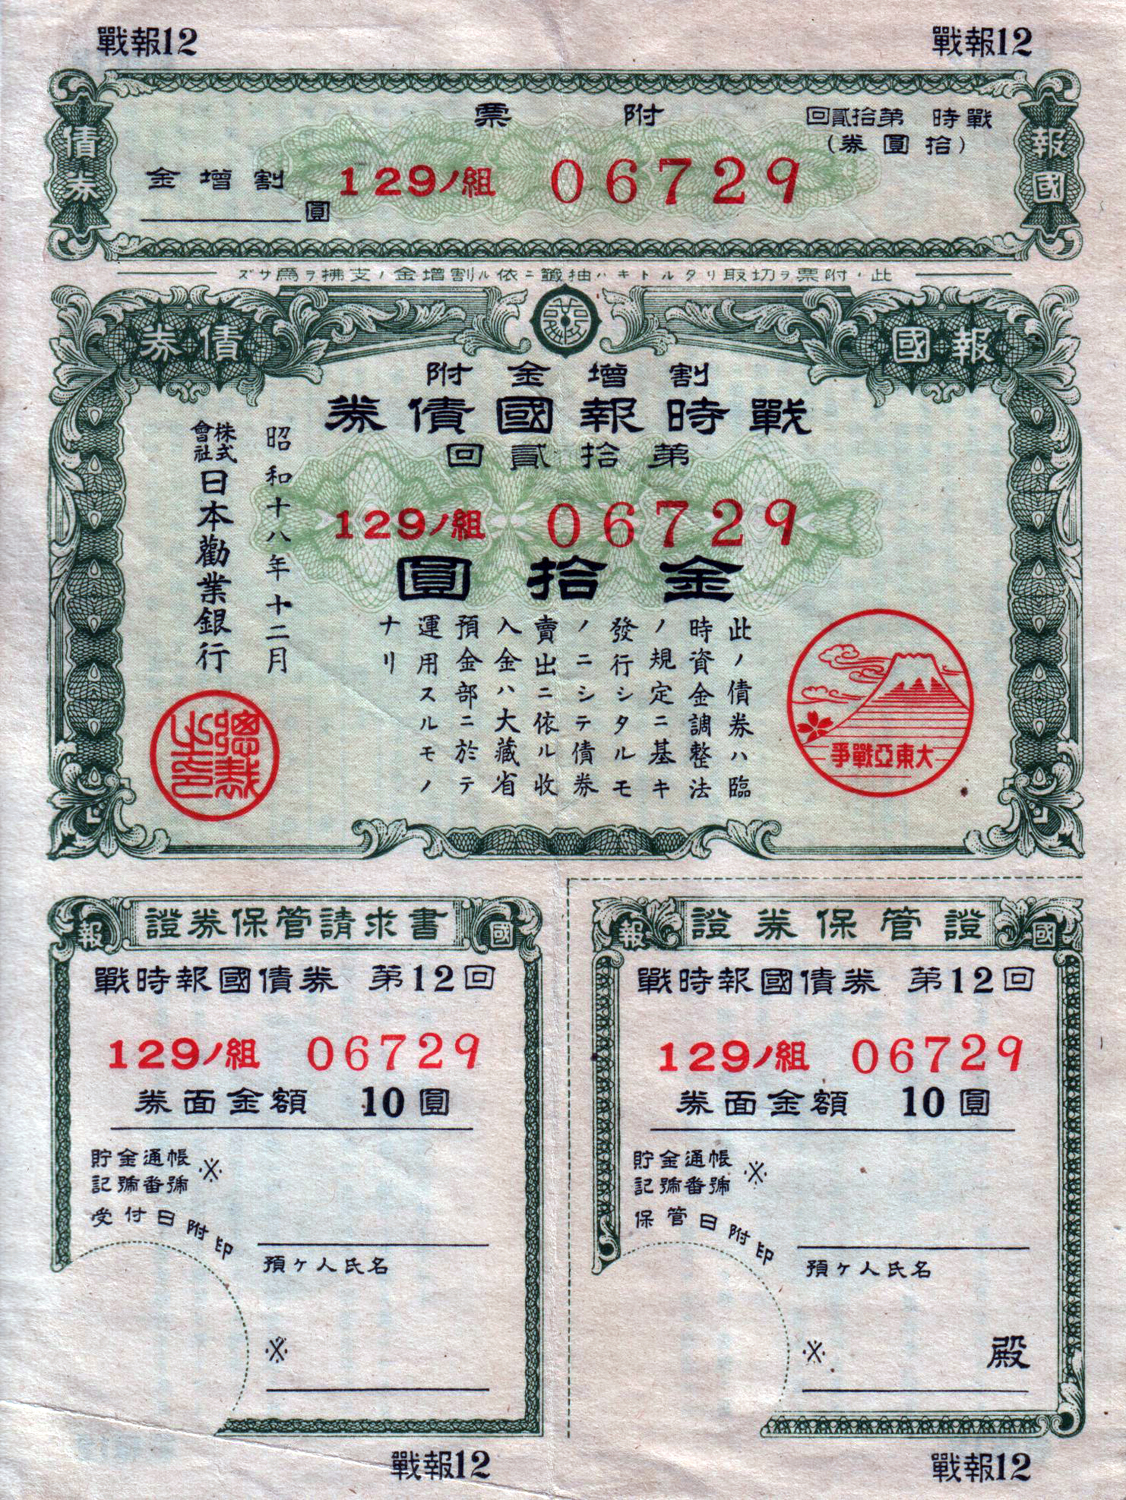 戰報12
戰報12
報國
債券
戰時 第拾貳回
(拾圓券)
附票
129ノ組 06729
割增金
圓
此ノ附票ヲ切取リタルトキハ抽籤ニ依ル割增金ノ支拂ヲ爲サズ
報國
債券
割增金附
戰時報國債券
第拾貳回
129ノ組 06729
金拾圓
此ノ債券ハ臨
時資金調整法
ノ規定ニ基キ
發行シタルモ
ノニシテ債券
賣出ニ依ル收
入金ハ大藏省
預金部ニ於テ
運用スルモノ
ナリ
昭和十八年十二月
株式會社日本勸業銀行
總裁之印
大東亞戰爭
報國
證券保管請求書
戰時報國債券 第12回
129ノ組 06729
券面金額 10圓
貯金通帳
記號番號 ※
受付日附印
預ケ人氏名
※
報國
證券保管證
戰時報國債券 第12回
129ノ組 06729
券面金額 10圓
貯金通帳
記號番號 ※
保管日附印
預ケ人氏名
※
殿
戰報12
戰報12